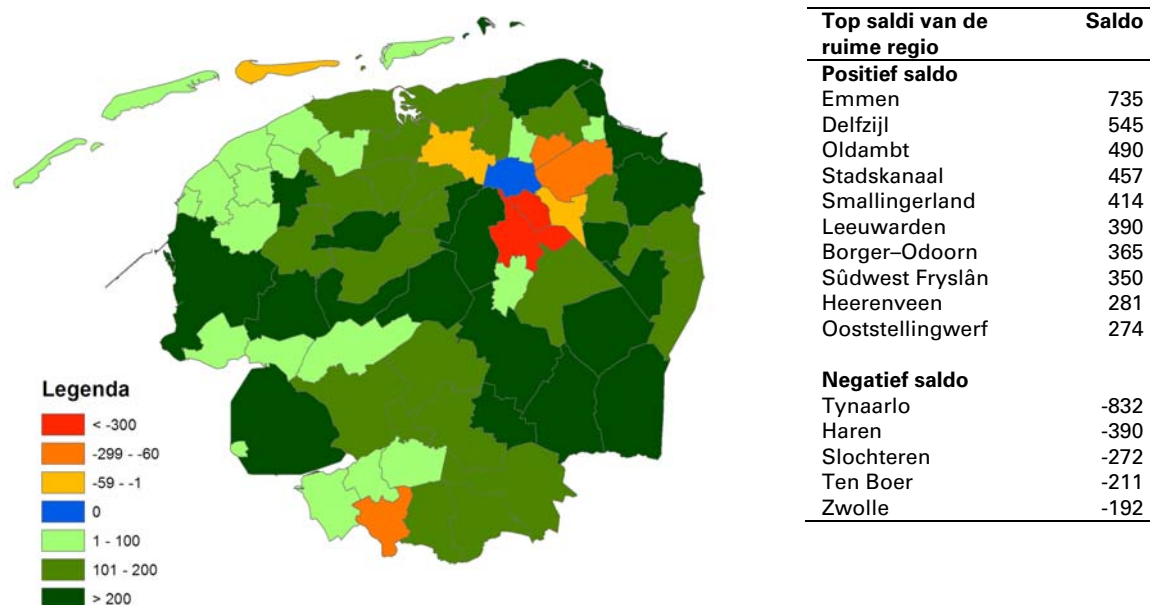 Legenda
< -300
-299 - -60
-59 - -1
0
1 - 100
101 - 200
> 200
Top saldi van de Saldo
ruime regio
Positief saldo
Emmen 735
Delfzijl 545
Oldambt 490
Stadskanaal 457
Smallingerland 414
Leeuwarden 390
Borger–Odoorn 365
Sûdwest Fryslân 350
Heerenveen 281
Ooststellingwerf 274
Negatief saldo
Tynaarlo -832
Haren -390
Slochteren -272
Ten Boer -211
Zwolle -192